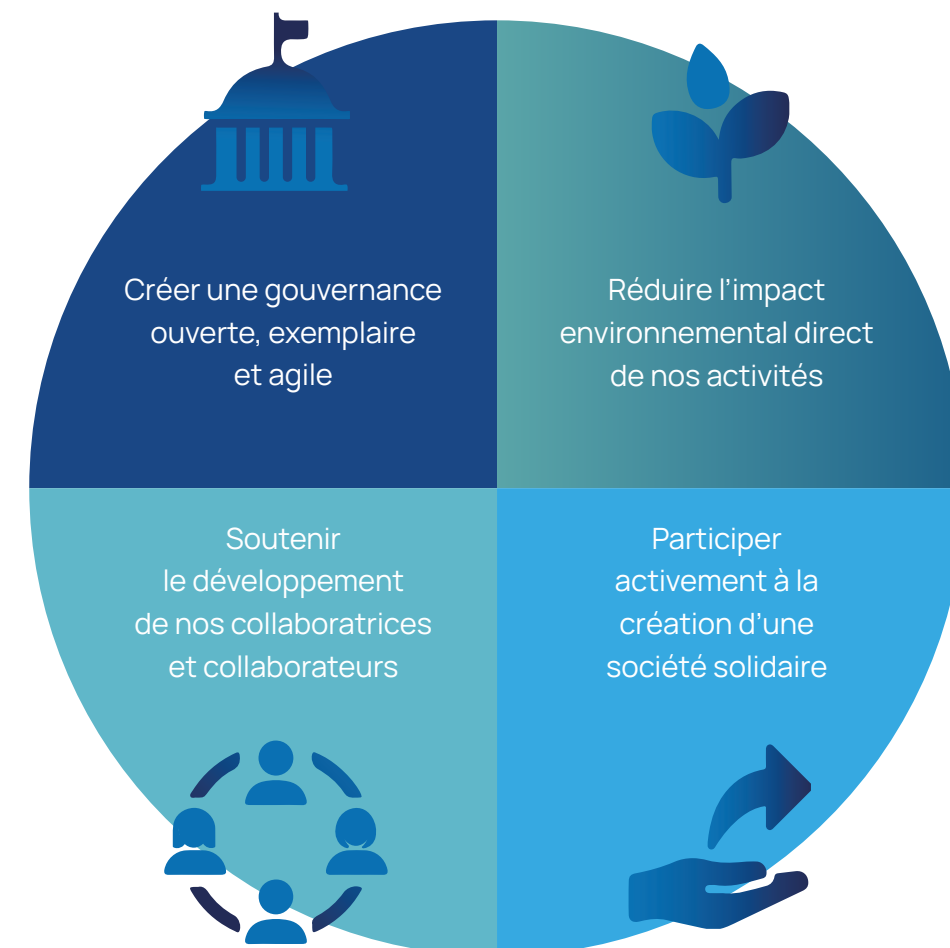 Créer une gouvernance
ouverte, exemplaire
et agile
Réduire l’impact
environnemental direct
de nos activités
Soutenir
le développement
de nos collaboratrices
et collaborateurs
Participer
activement à la
création d’une
société solidaire